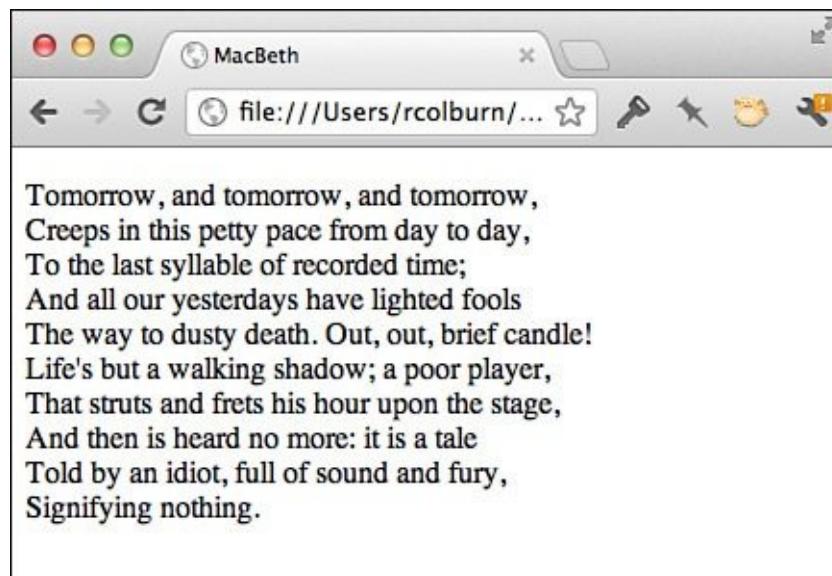 MacBeth
file:///Users/rcolburn/...
Tomorrow, and tomorrow, and tomorrow,
Creeps in this petty pace from day to day,
To the last syllable of recorded time;
And all our yesterdays have lighted fools
The way to dusty death. Out, out, brief candle!
Life's but a walking shadow; a poor player,
That struts and frets his hour upon the stage,
And then is heard no more: it is a tale
Told by an idiot, full of sound and fury,
Signifying nothing.